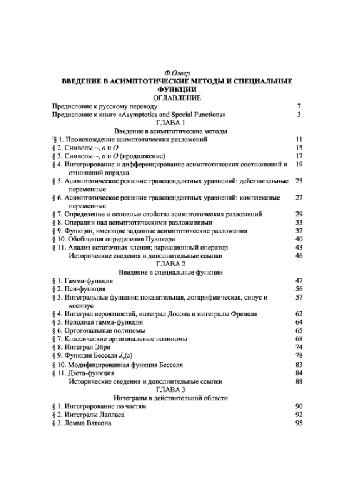 Ф.Олвер
ВВЕДЕНИЕ В АСИМПТОТИЧЕСКИЕ МЕТОДЫ И СПЕЦИАЛЬНЫЕ
ФУНКЦИИ
ОГЛАВЛЕНИЕ
Предисловие к русскому переводу 7
Предисловие к книге «Asymptotics and Special Functions» 3
ГЛАВА 1
Введение в асимптотические методы
§ 1. Происхождение асимптотических разложений 11
§ 2. Символы ~, o и O 15
§ 3. Символы ~, o и O (продолжение) 17
§ 4. Интегрирование и дифференцирование асимптотических соотношений и 19
отношений порядка
§ 5. Асимптотическое решение трансцендентных уравнений: действительные 23
переменные
§ 6. Асимптотическое решение трансцендентных уравнений: комплексные 27
переменные
§ 7. Определение и основные свойства асимптотических разложений 29
§ 8. Операции над асимптотическими разложениями 33
§ 9. Функции, имеющие заданные асимптотические разложения 37
§ 10. Обобщения определения Пуанкаре 40
§ 11. Анализ остаточных членов; вариационный оператор 43
Исторические сведения и дополнительные ссылки 46
ГЛАВА 2
Введение в специальные функции
§ 1. Гамма-функция 47
§ 2. Пси-функция 56
§ 3. Интегральные функции: показательная, логарифмическая, синус и 57
косинус
§ 4. Интеграл вероятностей, интеграл Досона и интегралы Френеля 62
§ 5. Неполная гамма-функция 64
§ 6. Ортогональные полиномы 65
§ 7. Классические ортогональные полиномы 68
§ 8. Интеграл Эйри 74
§ 9. Функция Бесселя Jᵥ(z) 78
§ 10. Модифицированная функция Бесселя 83
§ 11. Дзета-функция 84
Исторические сведения и дополнительные ссылки 88
ГЛАВА 3
Интегралы в действительной области
§ 1. Интегрирование по частям 90
§ 2. Интегралы Лапласа 92
§ 3. Лемма Ватсона 95